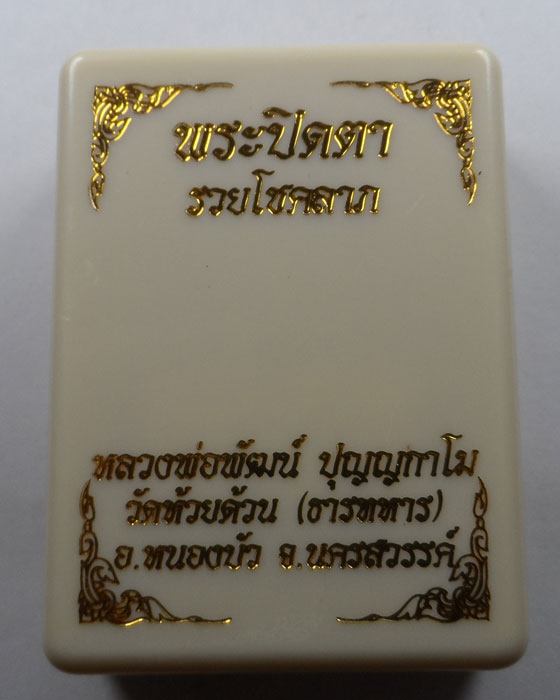 พระปิดตา
รวยโชคลาภ
หลวงพ่อพัฒน์ ปุญญกาโม
วัดห้วยด้วน (ธารทหาร)
อ.หนองบัว จ.นครสวรรค์